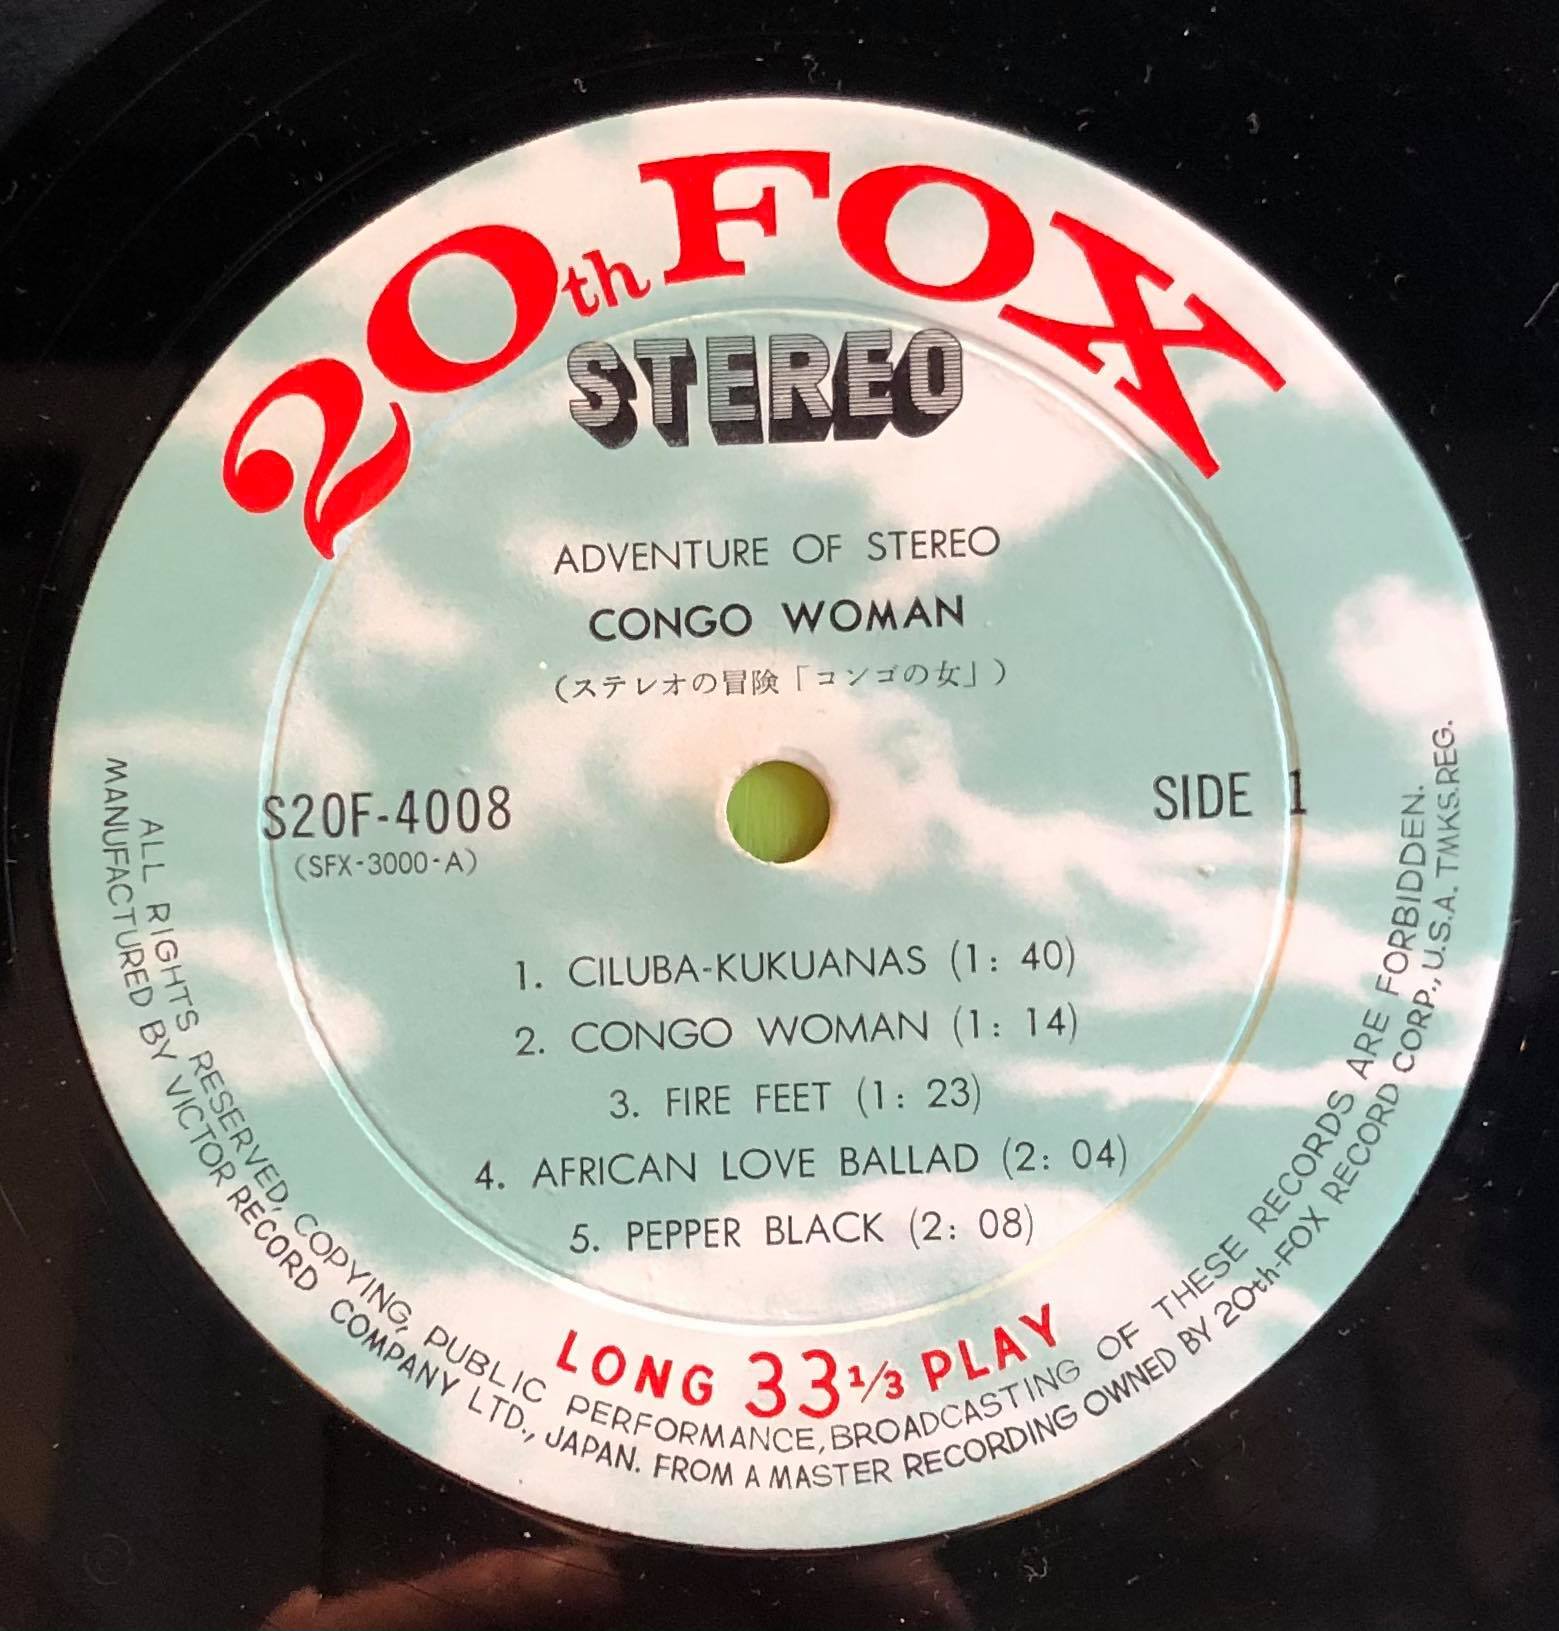 20th FOX
STEREO
ADVENTURE OF STEREO
CONGO WOMAN
(ステレオの冒険「コンゴの女」)
S20F-4008
(SFX-3000-A)
SIDE 1
1. CILUBA-KUKUANAS (1: 40)
2. CONGO WOMAN (1: 14)
3. FIRE FEET (1: 23)
4. AFRICAN LOVE BALLAD (2: 04)
5. PEPPER BLACK (2: 08)
LONG 33 1/3 PLAY
ALL RIGHTS RESERVED, COPYING, PUBLIC PERFORMANCE, BROADCASTING OF THESE RECORDS ARE FORBIDDEN.
MANUFACTURED BY VICTOR RECORD COMPANY LTD., JAPAN. FROM A MASTER RECORDING OWNED BY 20th-FOX RECORD CORP., U.S.A. TMKS.REG.